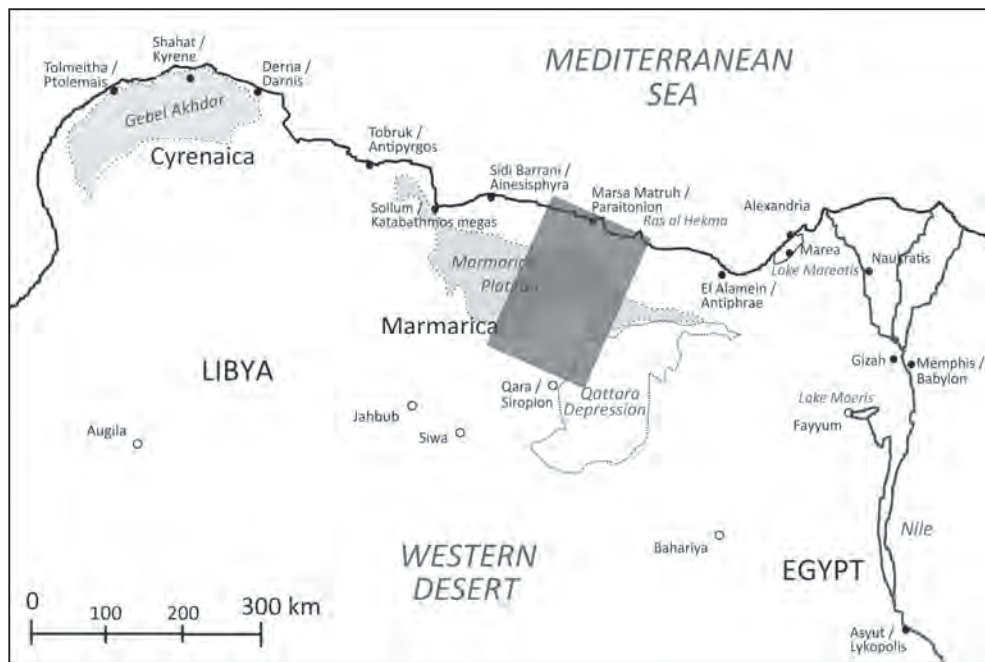 MEDITERRANEAN
SEA
Shahat /
Kyrene
Tolmeitha /
Ptolemais
Derna /
Darnis
Gebel Akhdar
Cyrenaica
Tobruk /
Antipyrgos
Sidi Barrani /
Ainesisphyra
Marsa Matruh /
Paraitonion
Ras al Hekma
Alexandria
Sollum /
Katabathmos megas
Marea
Lake Mareotis
Naukratis
Marmarica
El Alamein /
Antiphrae
Marmarica
Gizah
Memphis /
Babylon
LIBYA
Qara /
Siropion
Qattara
Depression
Lake Moeris
Fayyum
Jahbub
Augila
Siwa
Nile
Bahariya
WESTERN
DESERT
EGYPT
0
100
200
300 km
Asyut /
Lykopolis